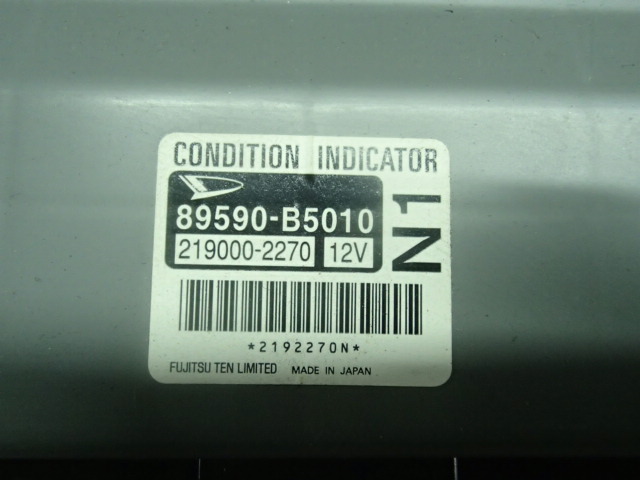 CONDITION INDICATOR
89590-B5010
219000-2270 12V
N1
*2192270N*
FUJITSU TEN LIMITED MADE IN JAPAN